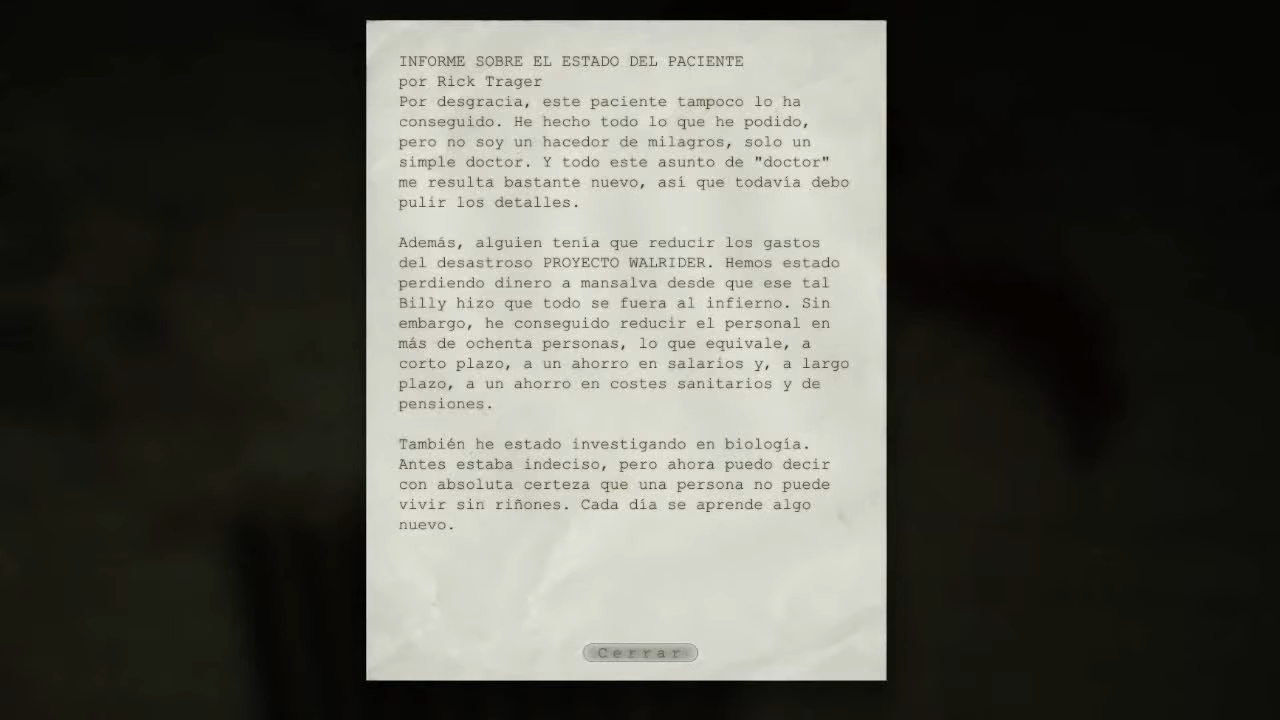 INFORME SOBRE EL ESTADO DEL PACIENTE
por Rick Trager
Por desgracia, este paciente tampoco lo ha
conseguido. He hecho todo lo que he podido,
pero no soy un hacedor de milagros, solo un
simple doctor. Y todo este asunto de "doctor"
me resulta bastante nuevo, así que todavía debo
pulir los detalles.

Además, alguien tenía que reducir los gastos
del desastroso PROYECTO WALRIDER. Hemos estado
perdiendo dinero a mansalva desde que ese tal
Billy hizo que todo se fuera al infierno. Sin
embargo, he conseguido reducir el personal en
más de ochenta personas, lo que equivale, a
corto plazo, a un ahorro en salarios y, a largo
plazo, a un ahorro en costes sanitarios y de
pensiones.

También he estado investigando en biología.
Antes estaba indeciso, pero ahora puedo decir
con absoluta certeza que una persona no puede
vivir sin riñones. Cada día se aprende algo
nuevo.

Cerrar